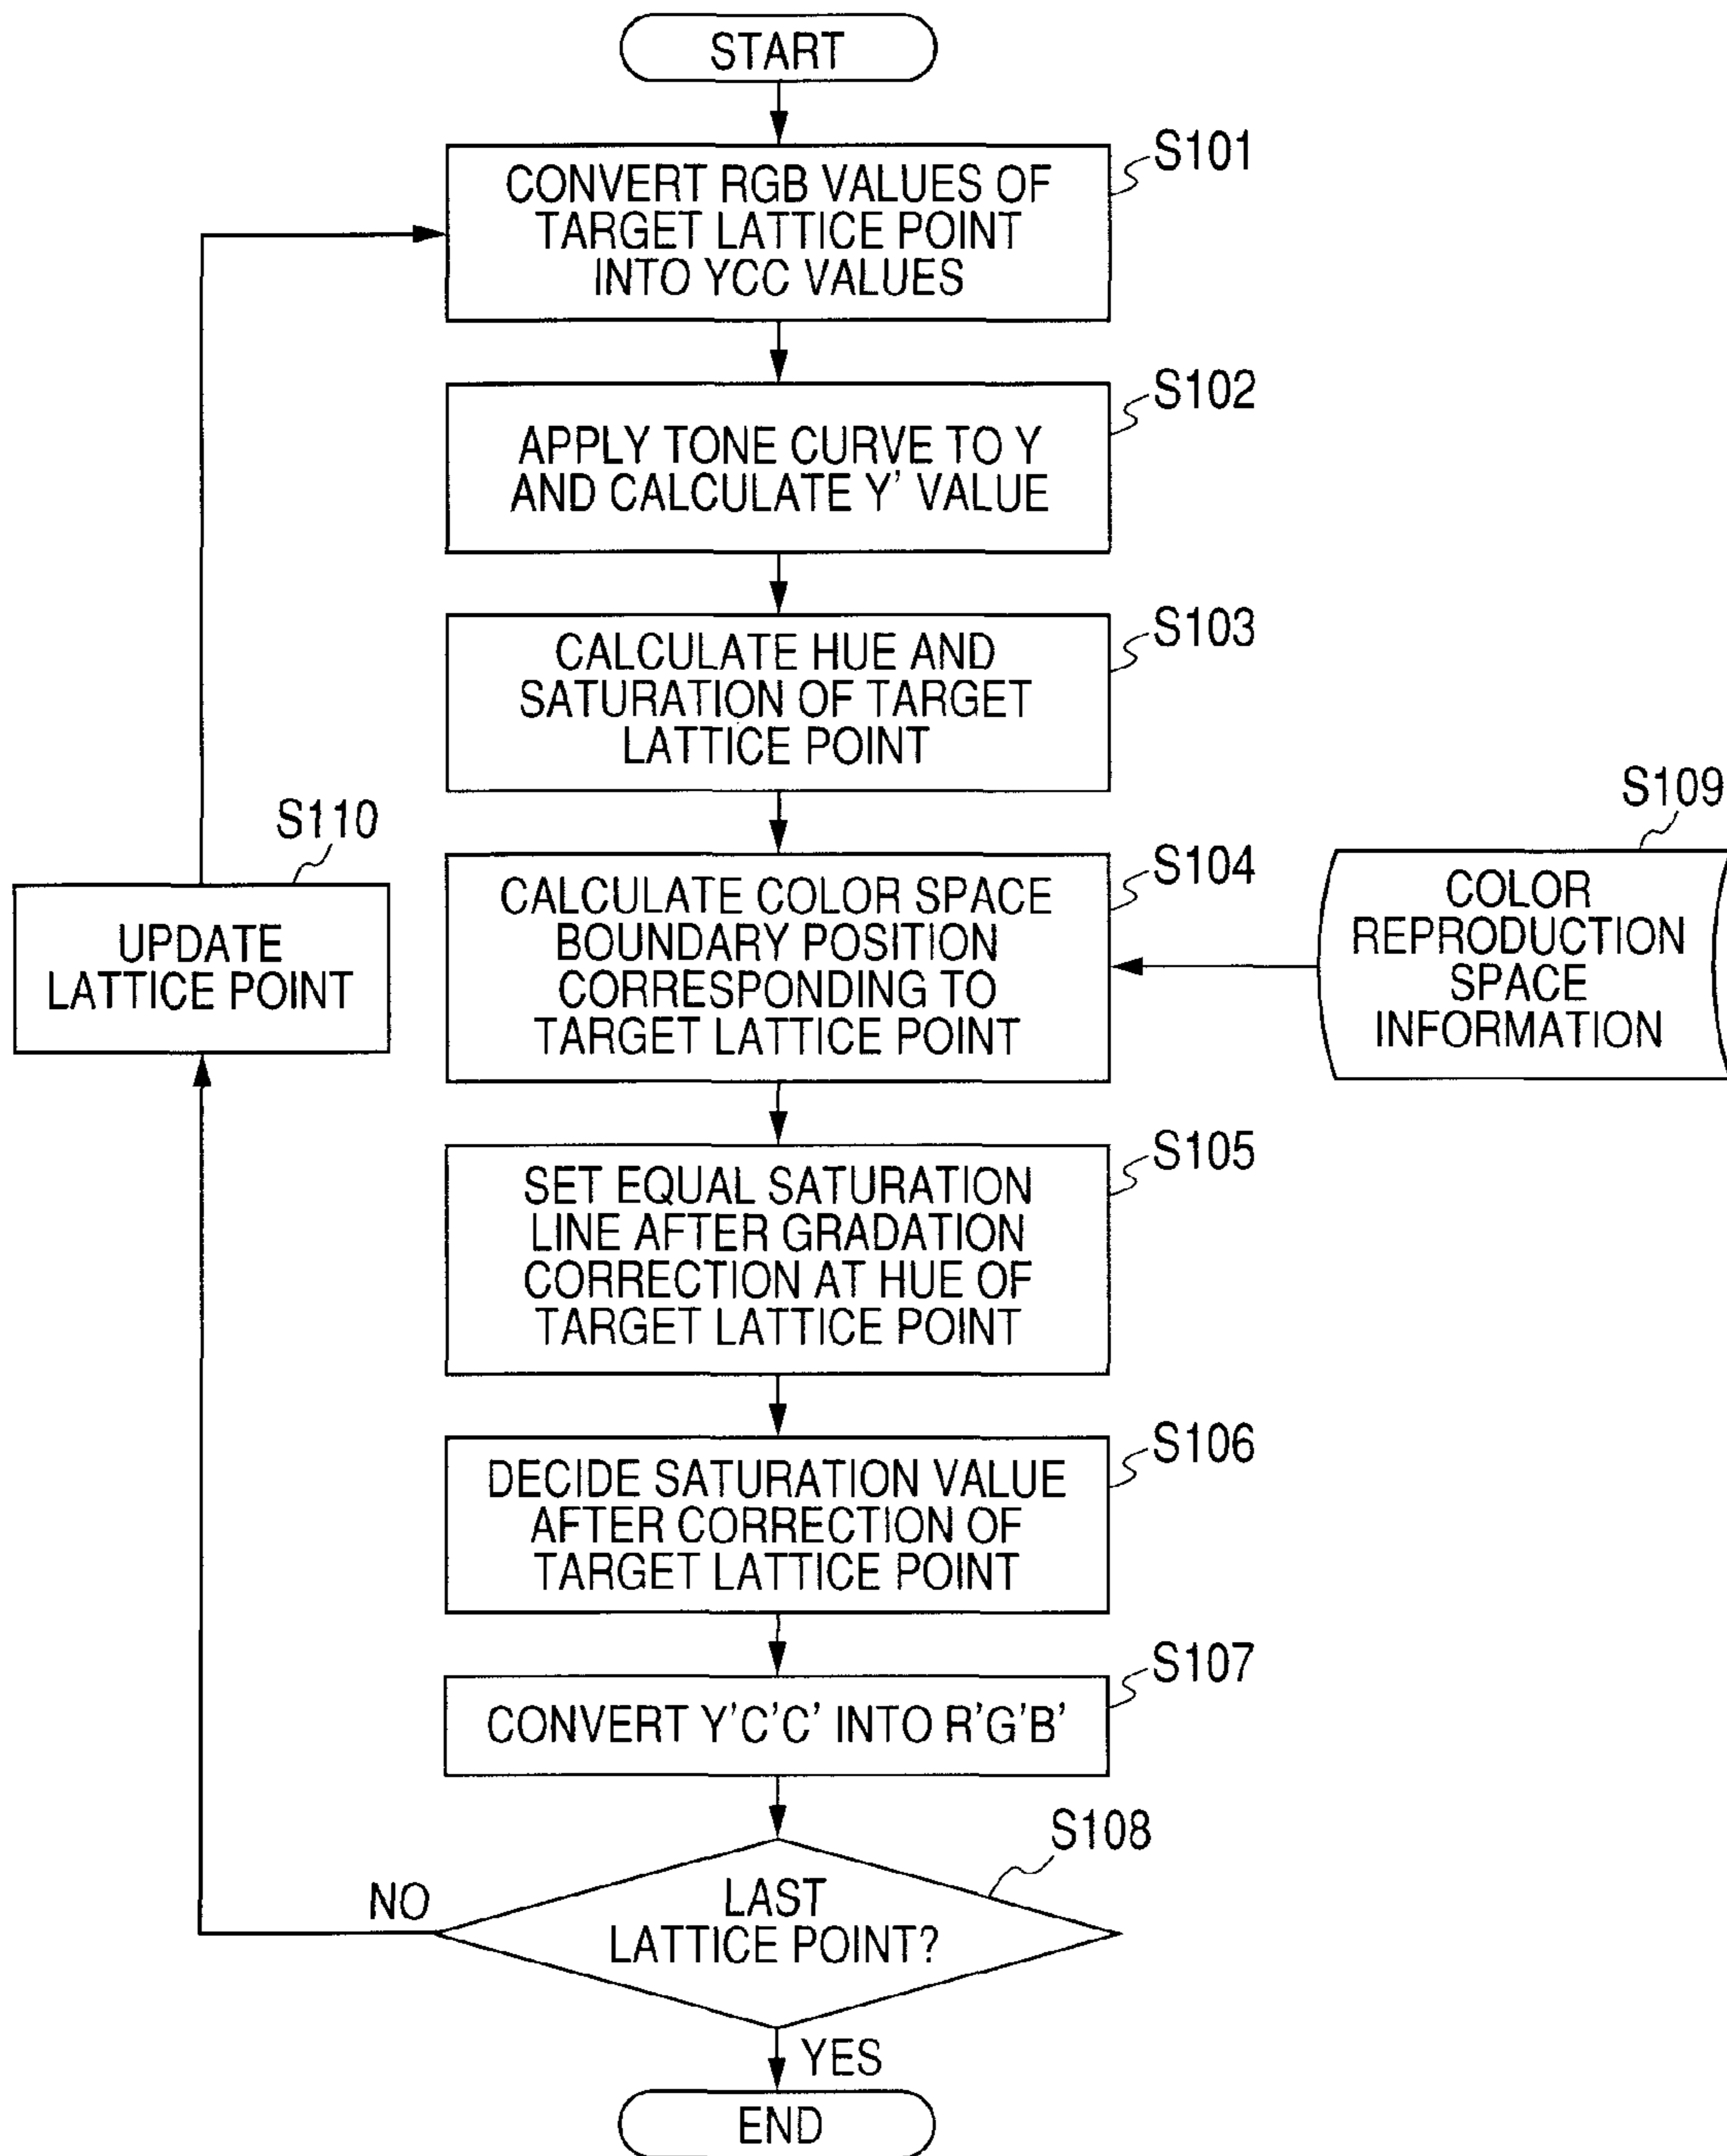 START
S101
CONVERT RGB VALUES OF
TARGET LATTICE POINT
INTO YCC VALUES
S102
APPLY TONE CURVE TO Y
AND CALCULATE Y' VALUE
S103
CALCULATE HUE AND
SATURATION OF TARGET
LATTICE POINT
S104
CALCULATE COLOR SPACE
BOUNDARY POSITION
CORRESPONDING TO
TARGET LATTICE POINT
S109
COLOR
REPRODUCTION
SPACE
INFORMATION
S110
UPDATE
LATTICE POINT
S105
SET EQUAL SATURATION
LINE AFTER GRADATION
CORRECTION AT HUE OF
TARGET LATTICE POINT
S106
DECIDE SATURATION VALUE
AFTER CORRECTION OF
TARGET LATTICE POINT
S107
CONVERT Y'C'C' INTO R'G'B'
S108
LAST
LATTICE POINT?
NO
YES
END